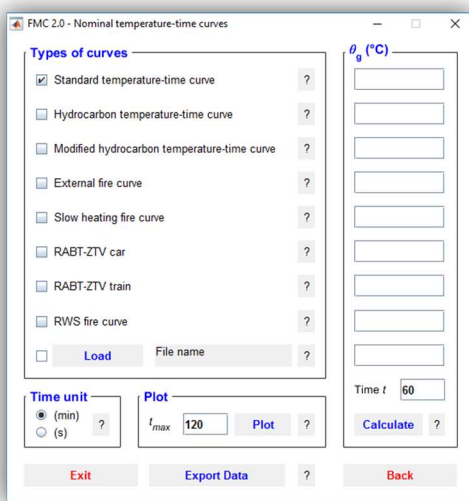 FMC 2.0 - Nominal temperature-time curves
Types of curves
θg (°C)
Standard temperature-time curve ?
Hydrocarbon temperature-time curve ?
Modified hydrocarbon temperature-time curve ?
External fire curve ?
Slow heating fire curve ?
RABT-ZTV car ?
RABT-ZTV train ?
RWS fire curve ?
Load File name ?
Time t 60
Time unit
(min)
(s)
?
Plot
tmax 120 Plot ?
Calculate ?
Exit Export Data ? Back